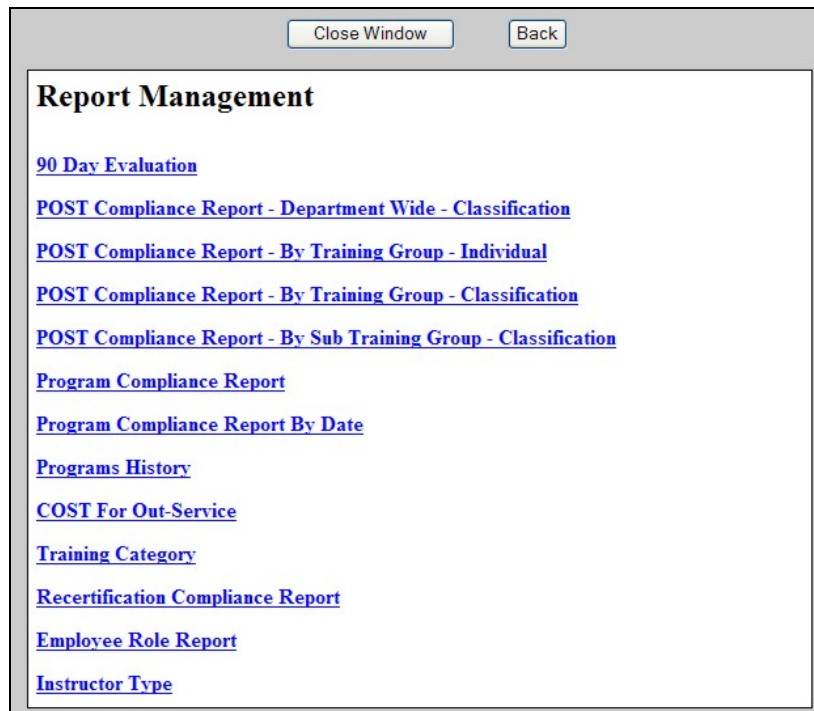 Close Window Back
Report Management
90 Day Evaluation
POST Compliance Report - Department Wide - Classification
POST Compliance Report - By Training Group - Individual
POST Compliance Report - By Training Group - Classification
POST Compliance Report - By Sub Training Group - Classification
Program Compliance Report
Program Compliance Report By Date
Programs History
COST For Out-Service
Training Category
Recertification Compliance Report
Employee Role Report
Instructor Type